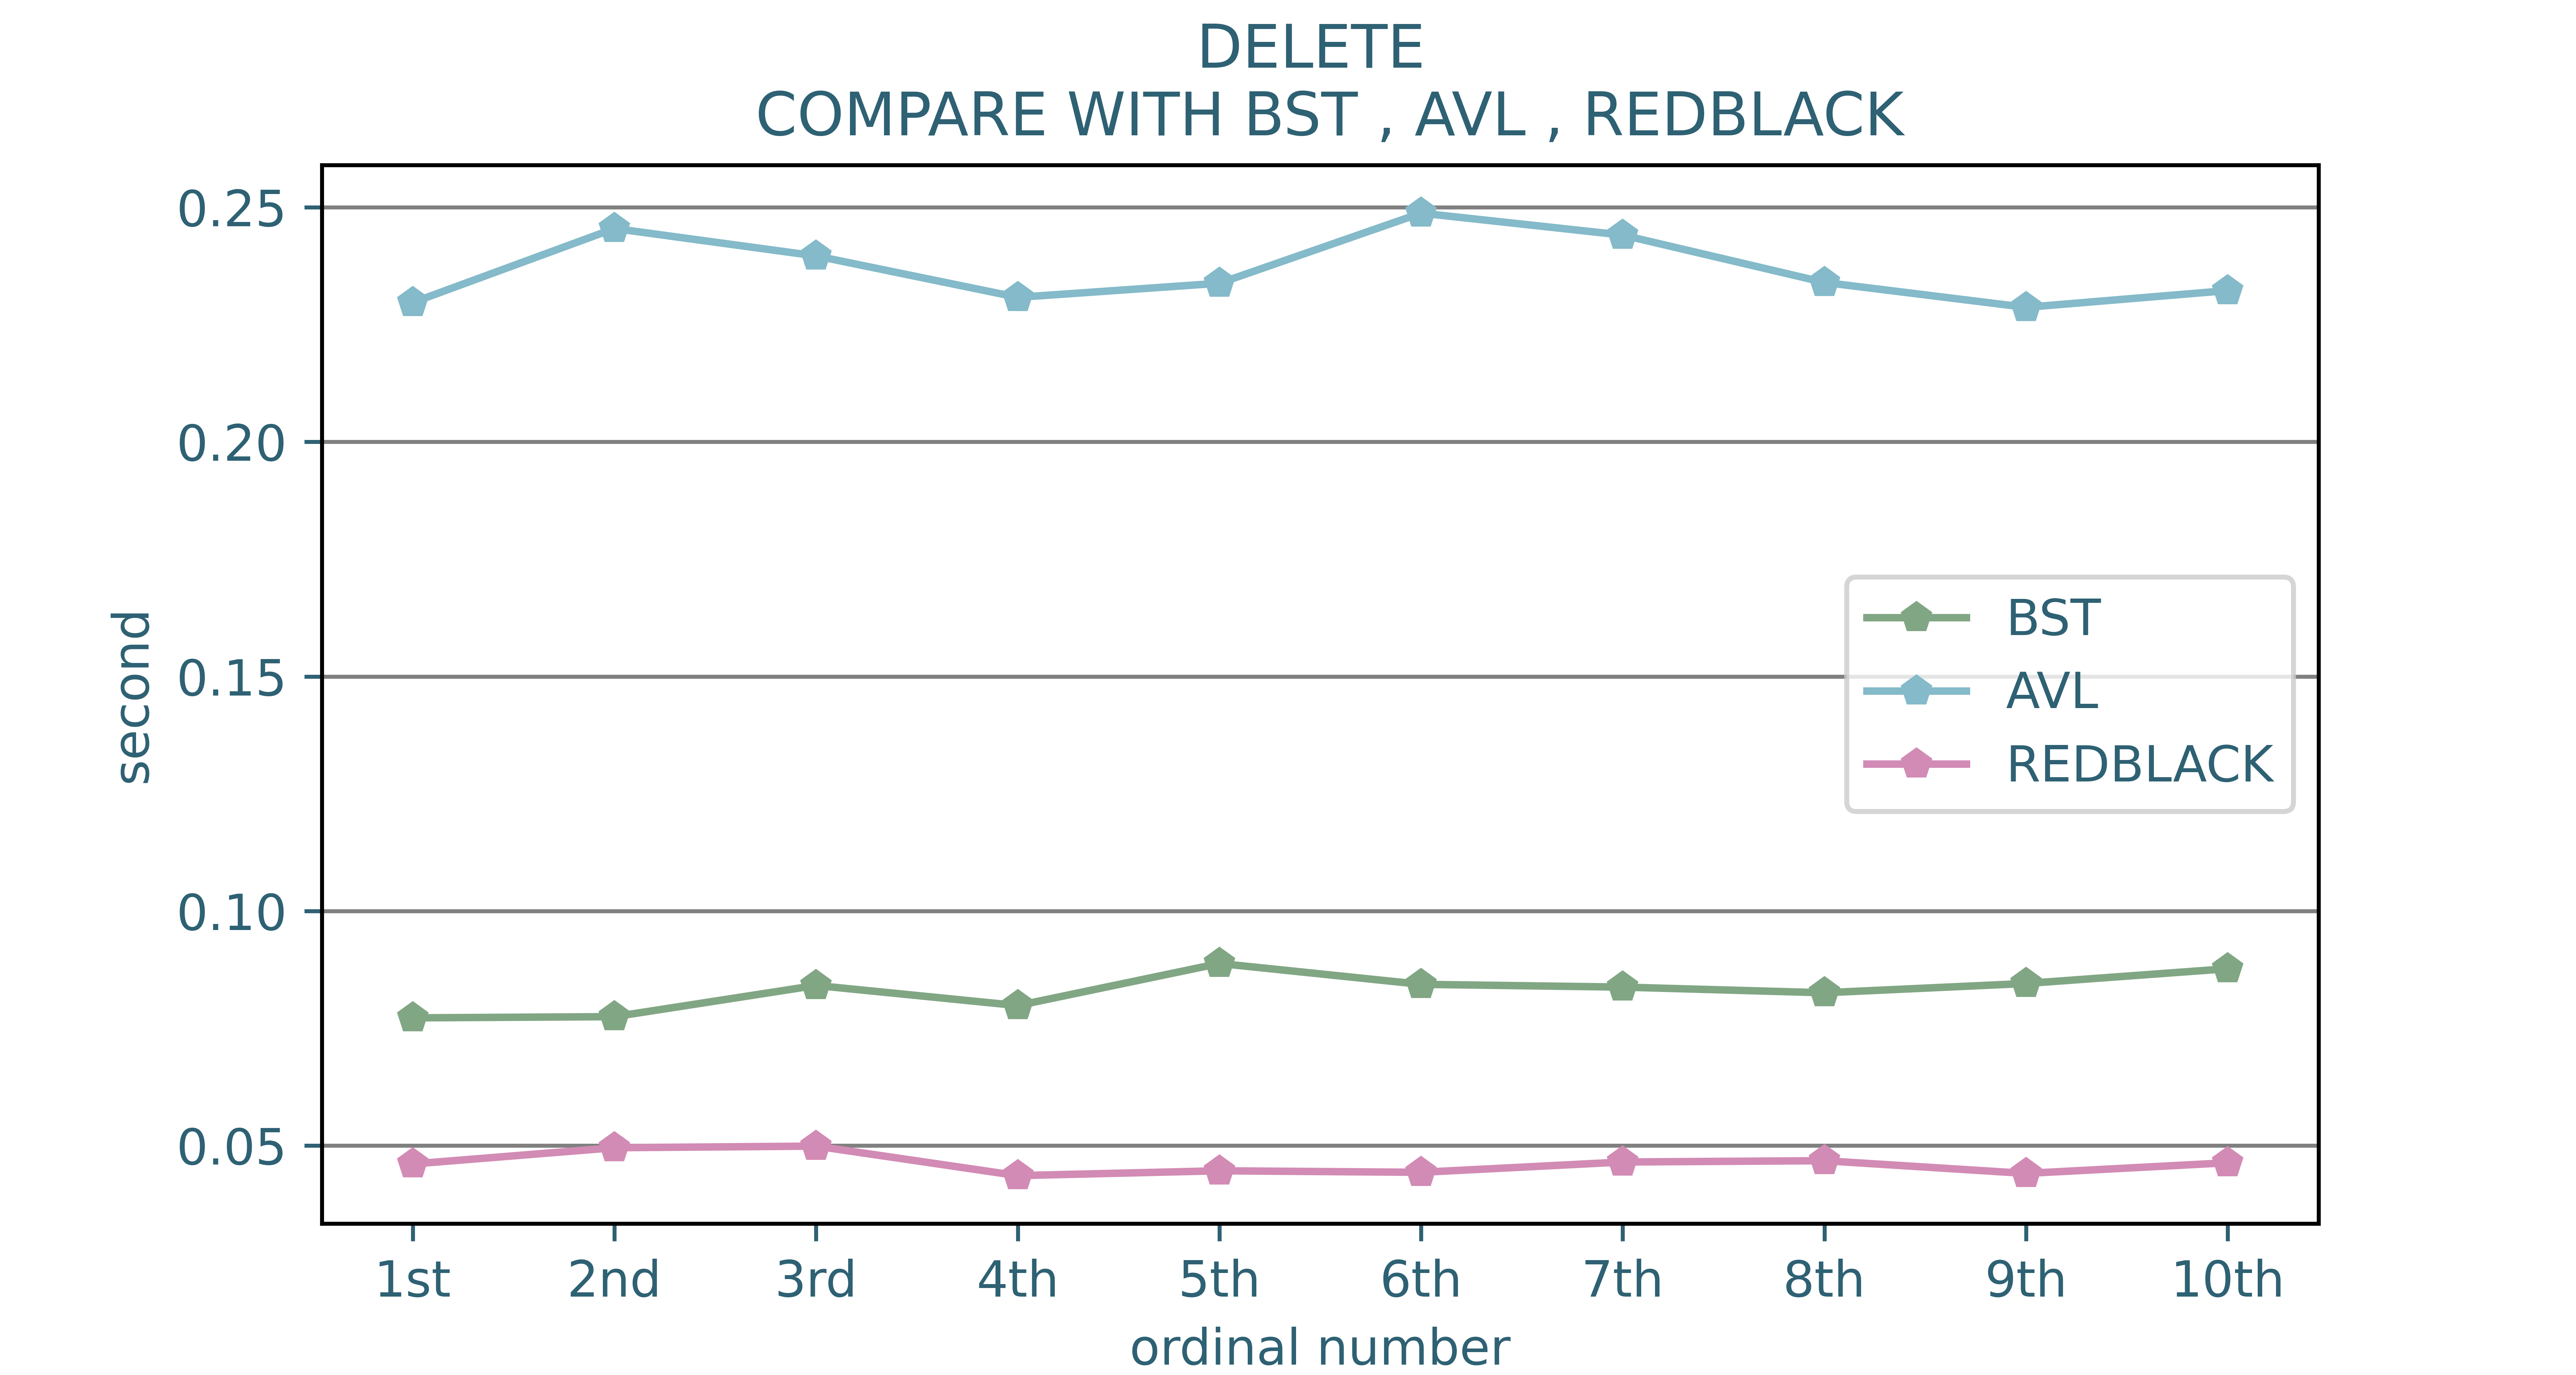 DELETE
COMPARE WITH BST , AVL , REDBLACK
0.25
0.20
0.15
0.10
0.05
second
BST
AVL
REDBLACK
1st 2nd 3rd 4th 5th 6th 7th 8th 9th 10th
ordinal number